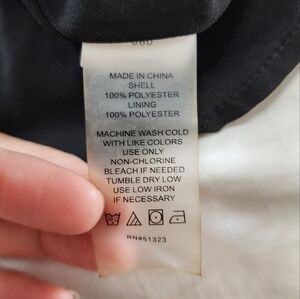 MADE IN CHINA
SHELL
100% POLYESTER
LINING
100% POLYESTER
MACHINE WASH COLD
WITH LIKE COLORS
USE ONLY
NON-CHLORINE
BLEACH IF NEEDED
TUMBLE DRY LOW
USE LOW IRON
IF NECESSARY
RN#51323